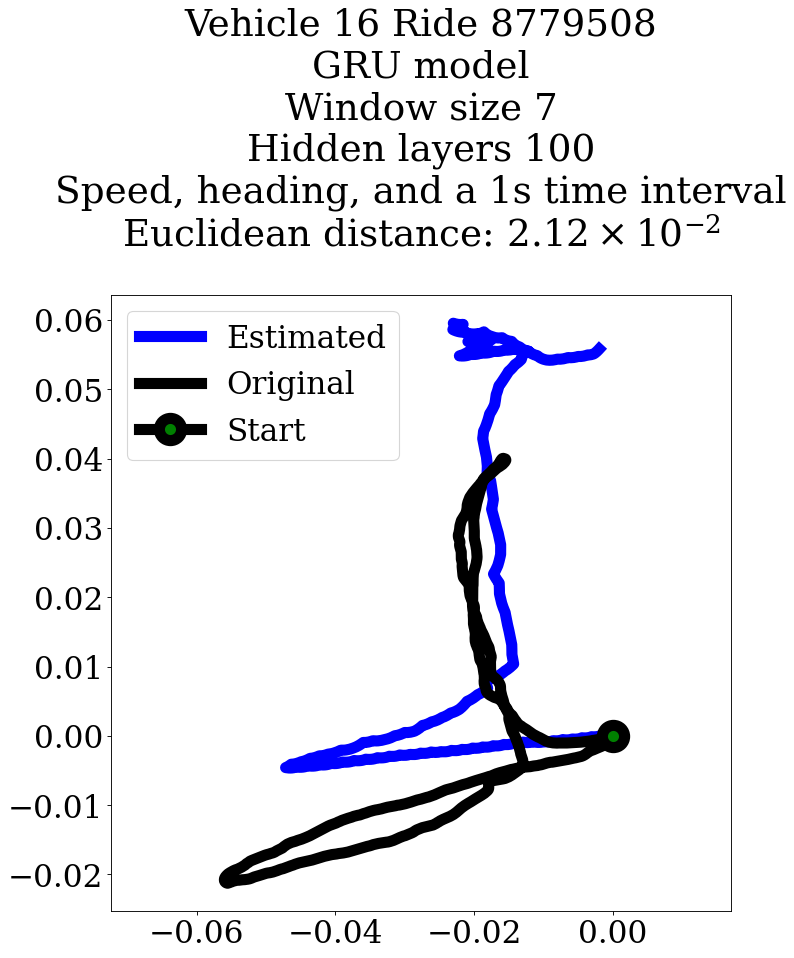 Vehicle 16 Ride 8779508
GRU model
Window size 7
Hidden layers 100
Speed, heading, and a 1s time interval
Euclidean distance: 2.12 × 10⁻²
Estimated
Original
Start
0.06
0.05
0.04
0.03
0.02
0.01
0.00
−0.01
−0.02
−0.06 −0.04 −0.02 0.00